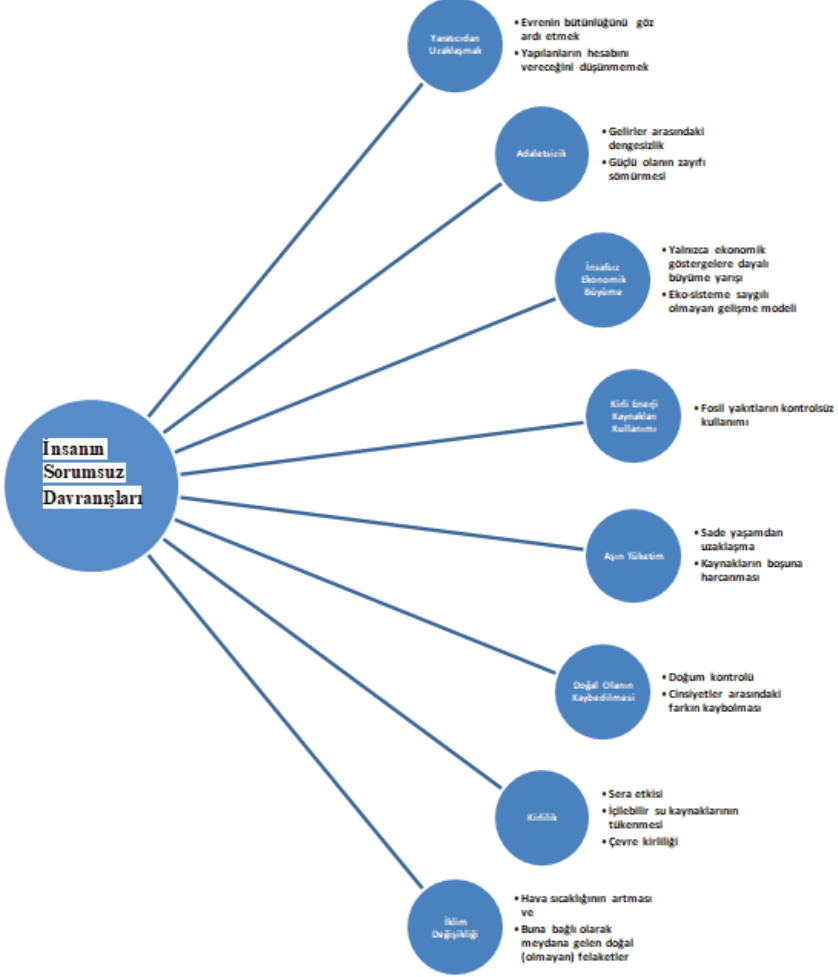 Yaratıcıdan
Uzaklaşmak
• Evrenin bütünlüğünü göz
ardı etmek
• Yapılanların hesabını
vereceğini düşünmemek
Adaletsizik
• Gelirler arasındaki
dengesizlik
• Güçlü olanın zayıfı
sömürmesi
İnsafsız
Ekonomik
Büyüme
• Yalnızca ekonomik
göstergelere dayalı
büyüme yarışı
• Eko-sisteme saygılı
olmayan gelişme modeli
Kirli Enerji
Kaynakları
Kullanımı
• Fosil yakıtların kontrolsüz
kullanımı
İnsanın
Sorumsuz
Davranışları
Aşırı Tüketim
• Sade yaşamdan
uzaklaşma
• Kaynakların boşuna
harcanması
Doğal Olanın
Kaybedilmesi
• Doğum kontrolü
• Cinsiyetler arasındaki
farkın kaybolması
Kirlilik
• Sera etkisi
• İçilebilir su kaynaklarının
tükenmesi
• Çevre kirliliği
İklim
Değişikliği
• Hava sıcaklığının artması
ve
• Buna bağlı olarak
meydana gelen doğal
(olmayan) felaketler